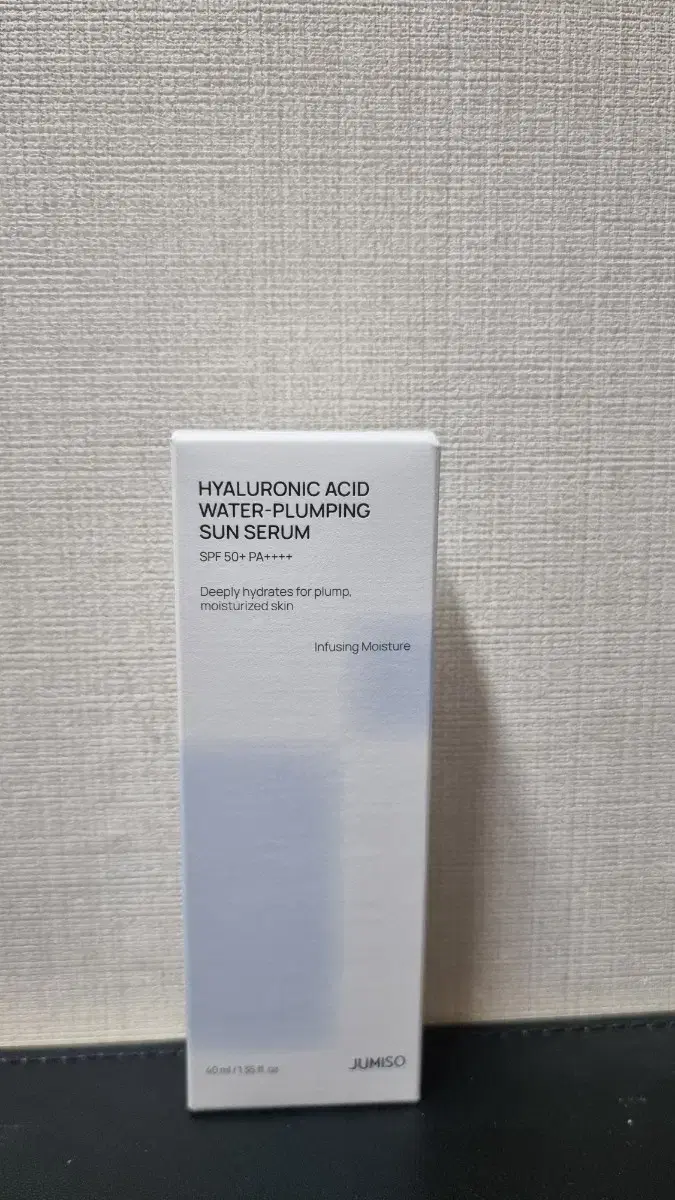 HYALURONIC ACID
WATER-PLUMPING
SUN SERUM
SPF 50+ PA++++
Deeply hydrates for plump,
moisturized skin
Infusing Moisture
40 ml / 1.35 fl. oz
JUMISO